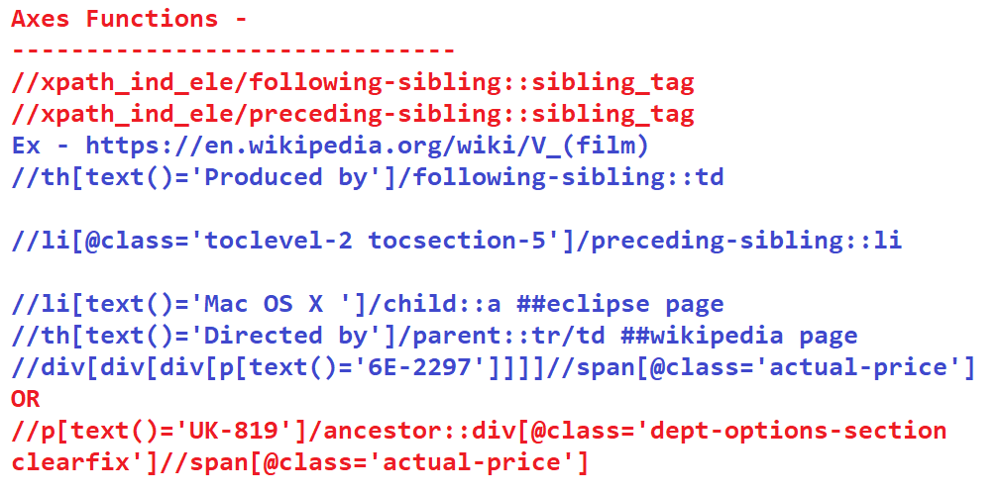 Axes Functions -
------------------------------
//xpath_ind_ele/following-sibling::sibling_tag
//xpath_ind_ele/preceding-sibling::sibling_tag
Ex - https://en.wikipedia.org/wiki/V_(film)
//th[text()='Produced by']/following-sibling::td
//li[@class='toclevel-2 tocsection-5']/preceding-sibling::li
//li[text()='Mac OS X ']/child::a ##eclipse page
//th[text()='Directed by']/parent::tr/td ##wikipedia page
//div[div[div[p[text()='6E-2297']]]]//span[@class='actual-price']
OR
//p[text()='UK-819']/ancestor::div[@class='dept-options-section
clearfix']//span[@class='actual-price']